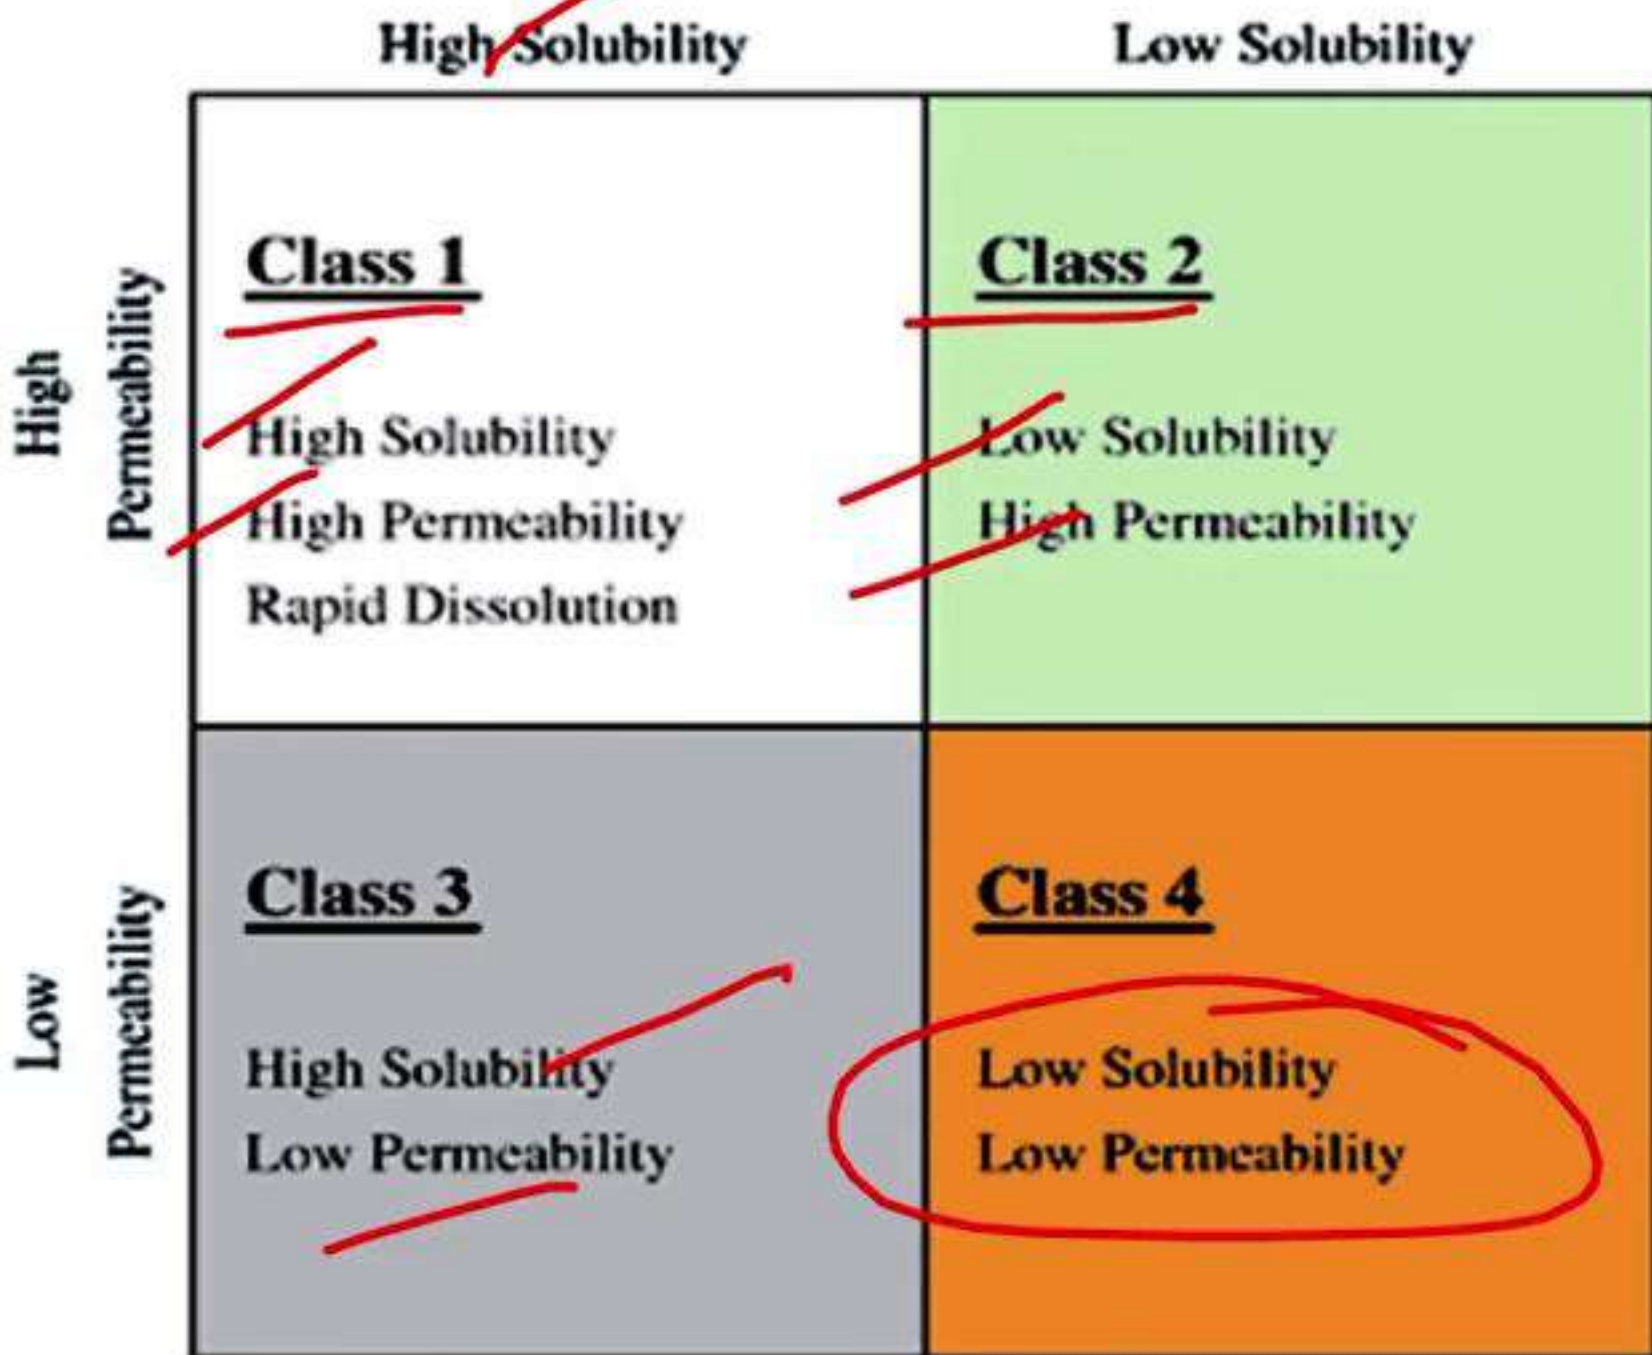 High Solubility
Low Solubility
High
Permeability
Class 1
High Solubility
High Permeability
Rapid Dissolution
Class 2
Low Solubility
High Permeability
Low
Permeability
Class 3
High Solubility
Low Permeability
Class 4
Low Solubility
Low Permeability